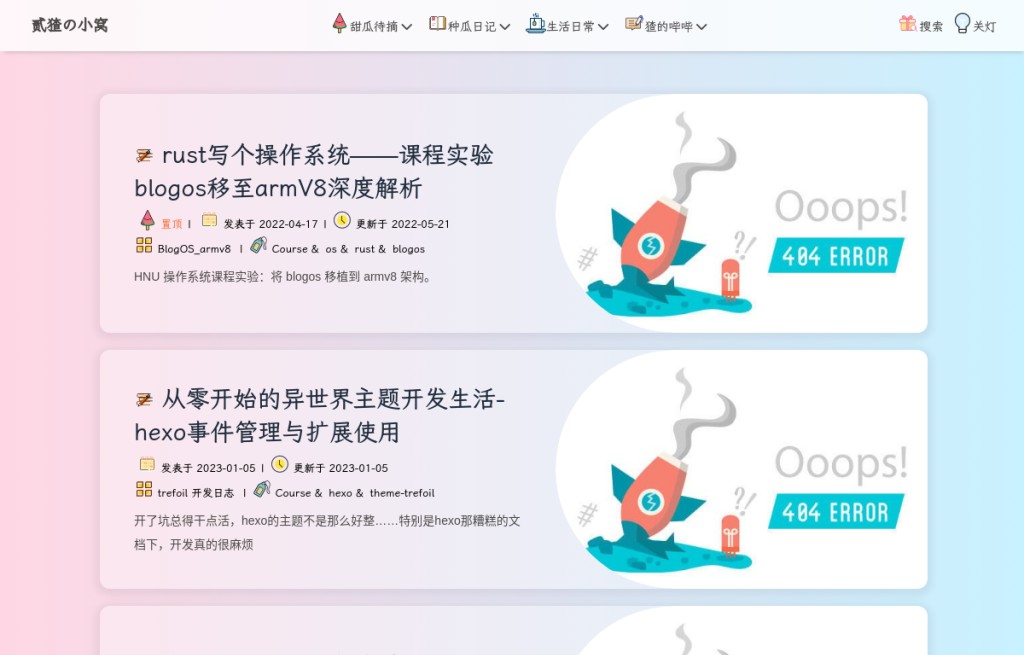 贰猹の小窝
甜瓜待摘
种瓜日记
生活日常
猹的哔哔
搜索
关灯
rust写个操作系统——课程实验
blogos移至armV8深度解析
置顶 | 发表于 2022-04-17 | 更新于 2022-05-21
BlogOS_armv8 | Course & os & rust & blogos
HNU 操作系统课程实验：将 blogos 移植到 armv8 架构。
Ooops!
404 ERROR
从零开始的异世界主题开发生活-
hexo事件管理与扩展使用
发表于 2023-01-05 | 更新于 2023-01-05
trefoil 开发日志 | Course & hexo & theme-trefoil
开了坑总得干点活，hexo的主题不是那么好整……特别是hexo那糟糕的文
档下，开发真的很麻烦
Ooops!
404 ERROR